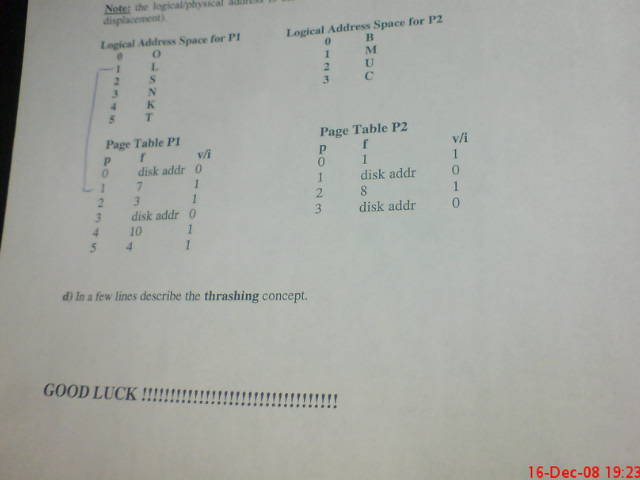 Note: the logical/physical address is
displacement).
Logical Address Space for P1
0 O
1 L
2 S
3 N
4 K
5 T
Logical Address Space for P2
0 B
1 M
2 U
3 C
Page Table P1
p f v/i
0 disk addr 0
1 7 1
2 3 1
3 disk addr 0
4 10 1
5 4 1
Page Table P2
p f v/i
0 1 1
1 disk addr 0
2 8 1
3 disk addr 0
d) In a few lines describe the thrashing concept.
GOOD LUCK !!!!!!!!!!!!!!!!!!!!!!!!!!!!!!!!!
16-Dec-08 19:23